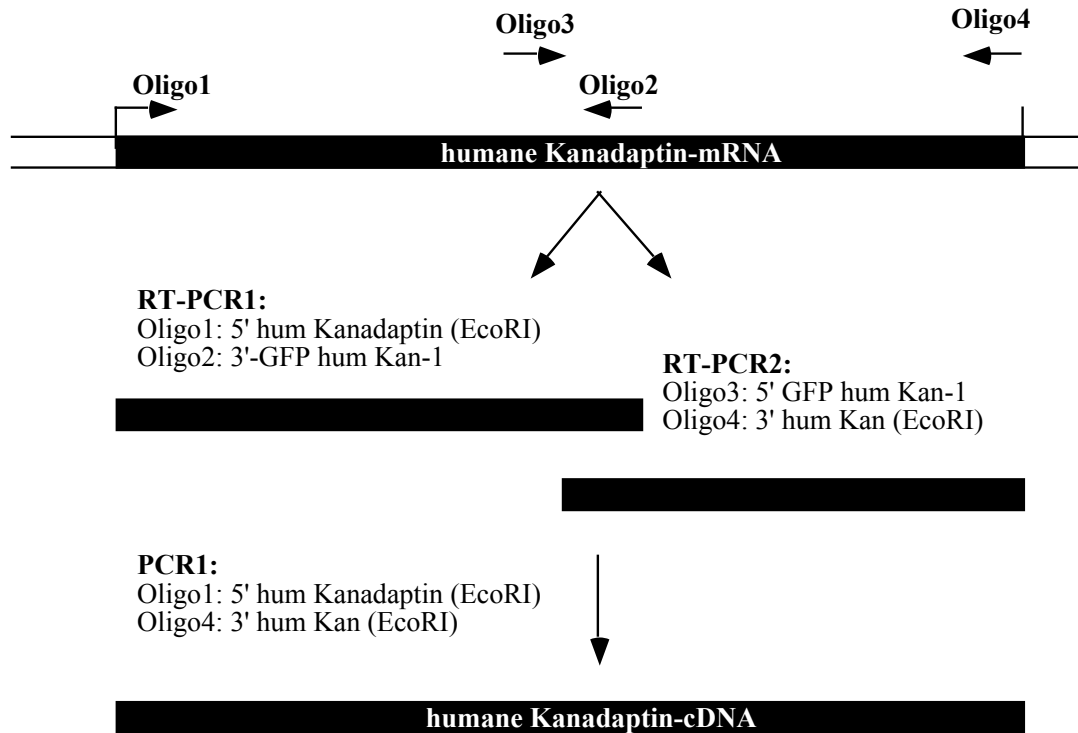 Oligo3
Oligo4
Oligo1
Oligo2
humane Kanadaptin-mRNA
RT-PCR1:
Oligo1: 5' hum Kanadaptin (EcoRI)
Oligo2: 3'-GFP hum Kan-1
RT-PCR2:
Oligo3: 5' GFP hum Kan-1
Oligo4: 3' hum Kan (EcoRI)
PCR1:
Oligo1: 5' hum Kanadaptin (EcoRI)
Oligo4: 3' hum Kan (EcoRI)
humane Kanadaptin-cDNA